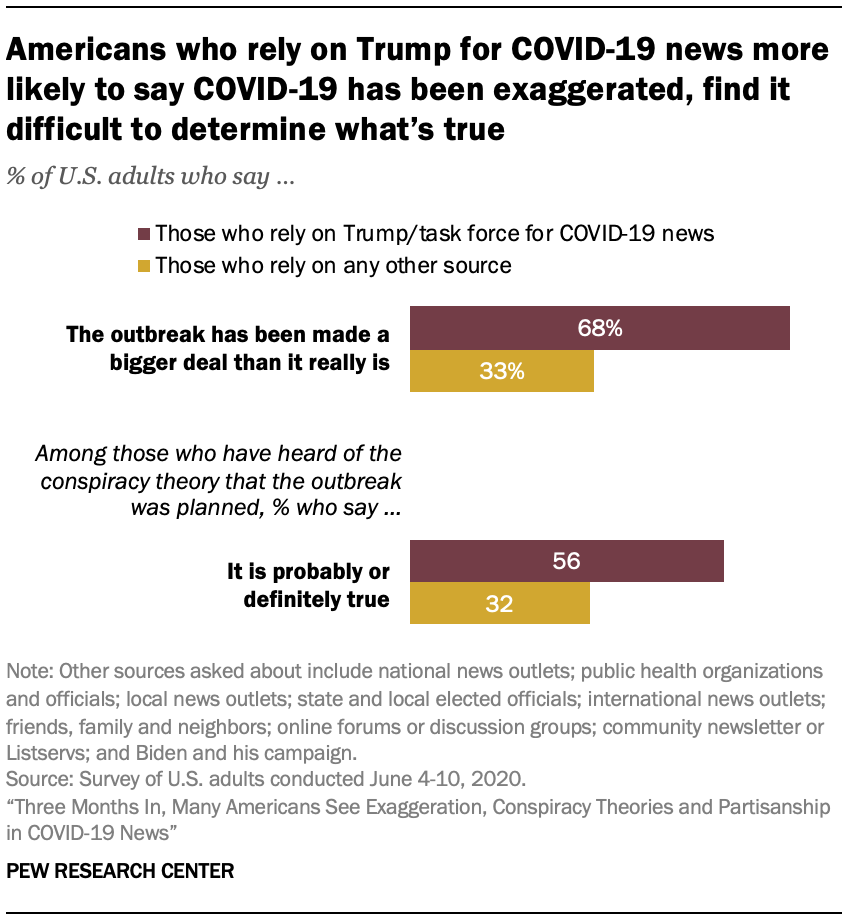 Americans who rely on Trump for COVID-19 news more
likely to say COVID-19 has been exaggerated, find it
difficult to determine what's true
% of U.S. adults who say ...
Those who rely on Trump/task force for COVID-19 news
Those who rely on any other source
The outbreak has been made a
bigger deal than it really is
68%
33%
Among those who have heard of the
conspiracy theory that the outbreak
was planned, % who say ...
It is probably or
definitely true
56
32
Note: Other sources asked about include national news outlets; public health organizations
and officials; local news outlets; state and local elected officials; international news outlets;
friends, family and neighbors; online forums or discussion groups; community newsletter or
Listservs; and Biden and his campaign.
Source: Survey of U.S. adults conducted June 4-10, 2020.
“Three Months In, Many Americans See Exaggeration, Conspiracy Theories and Partisanship
in COVID-19 News”
PEW RESEARCH CENTER